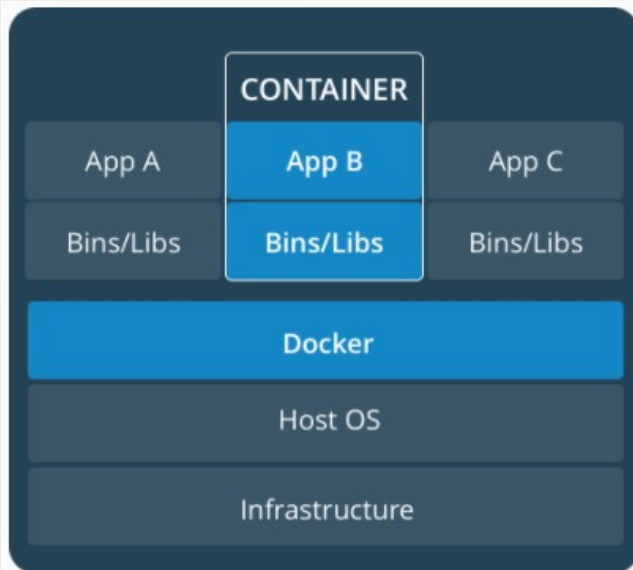 CONTAINER
App A App B App C
Bins/Libs Bins/Libs Bins/Libs
Docker
Host OS
Infrastructure